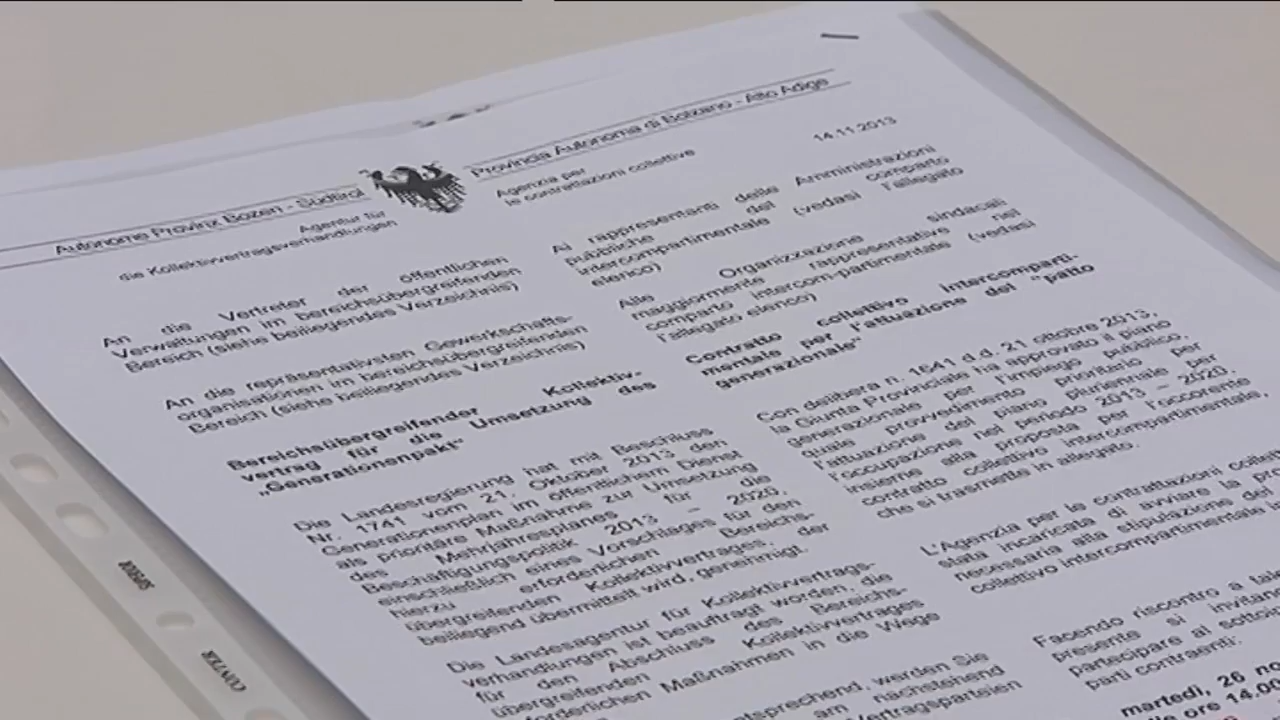 Autonome Provinz Bozen - Südtirol
Provincia Autonoma di Bolzano - Alto Adige
Agentur für
die Kollektivvertragsverhandlungen
Agenzia per
le contrattazioni collettive
14.11.2013
An die Vertreter der öffentlichen
Verwaltungen im bereichsübergreifenden
Bereich (siehe beiliegendes Verzeichnis)
An die repräsentativsten Gewerkschafts-
organisationen im bereichsübergreifenden
Bereich (siehe beiliegendes Verzeichnis)
Bereichsübergreifender Kollektiv-
vertrag für die Umsetzung des
„Generationenpakt"
Die Landesregierung hat mit Beschluss
Nr. 1741 vom 21. Oktober 2013 den
Generationenplan im öffentlichen Dienst
als prioritäre Maßnahme zur Umsetzung
des Mehrjahresplanes für die
Beschäftigungspolitik 2013 – 2020,
einschließlich eines Vorschlages für den
hierzu erforderlichen Bereichs-
übergreifenden Kollektivvertrages, der
beiliegend übermittelt wird, genehmigt.
Die Landesagentur für Kollektivvertrags-
verhandlungen ist beauftragt worden, die
für den Abschluss des Bereichs-
übergreifenden Kollektivvertrages
erforderlichen Maßnahmen in die Wege
entsprechend, werden Sie
am nachstehend
Vertragsparteien
Ai rappresentanti delle Amministrazioni
pubbliche del comparto
intercompartimentale (vedasi l'allegato
elenco)
Alle Organizzazione sindacali
maggiormente rappresentative nel
comparto intercom-partimentale (vedasi
l'allegato elenco)
Contratto collettivo intercomparti-
mentale per l'attuazione del "patto
generazionale"
Con delibera n. 1641 d.d. 21 ottobre 2013,
la Giunta Provinciale ha approvato il piano
generazionale per l'impiego pubblico,
quale provvedimento prioritario per
l'attuazione del piano pluriennale per
l'occupazione nel periodo 2013 – 2020,
insieme alla proposta per l'occorrente
contratto collettivo intercompartimentale,
che si trasmette in allegato.
L'Agenzia per le contrattazioni
stata incaricata di avviare la
necessaria alla stipulazione del
collettivo intercompartimentale
Facendo riscontro a tale
presente si invitano
partecipare al
parti contraenti:
martedì, 26
ore 14.00